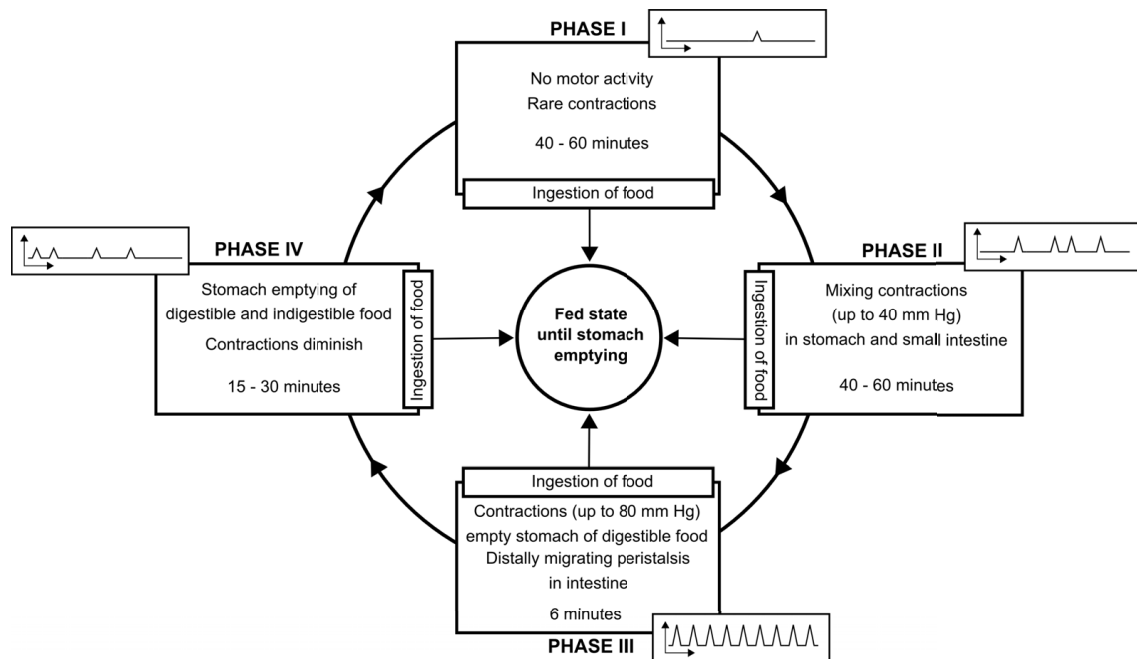 PHASE I
No motor activity
Rare contractions
40 - 60 minutes
Ingestion of food
PHASE II
Mixing contractions
(up to 40 mm Hg)
in stomach and small intestine
40 - 60 minutes
Ingestion of food
Ingestion of food
Contractions (up to 80 mm Hg)
empty stomach of digestible food
Distally migrating peristalsis
in intestine
6 minutes
PHASE III
PHASE IV
Stomach emptying of
digestible and indigestible food
Contractions diminish
15 - 30 minutes
Ingestion of food
Fed state
until stomach
emptying